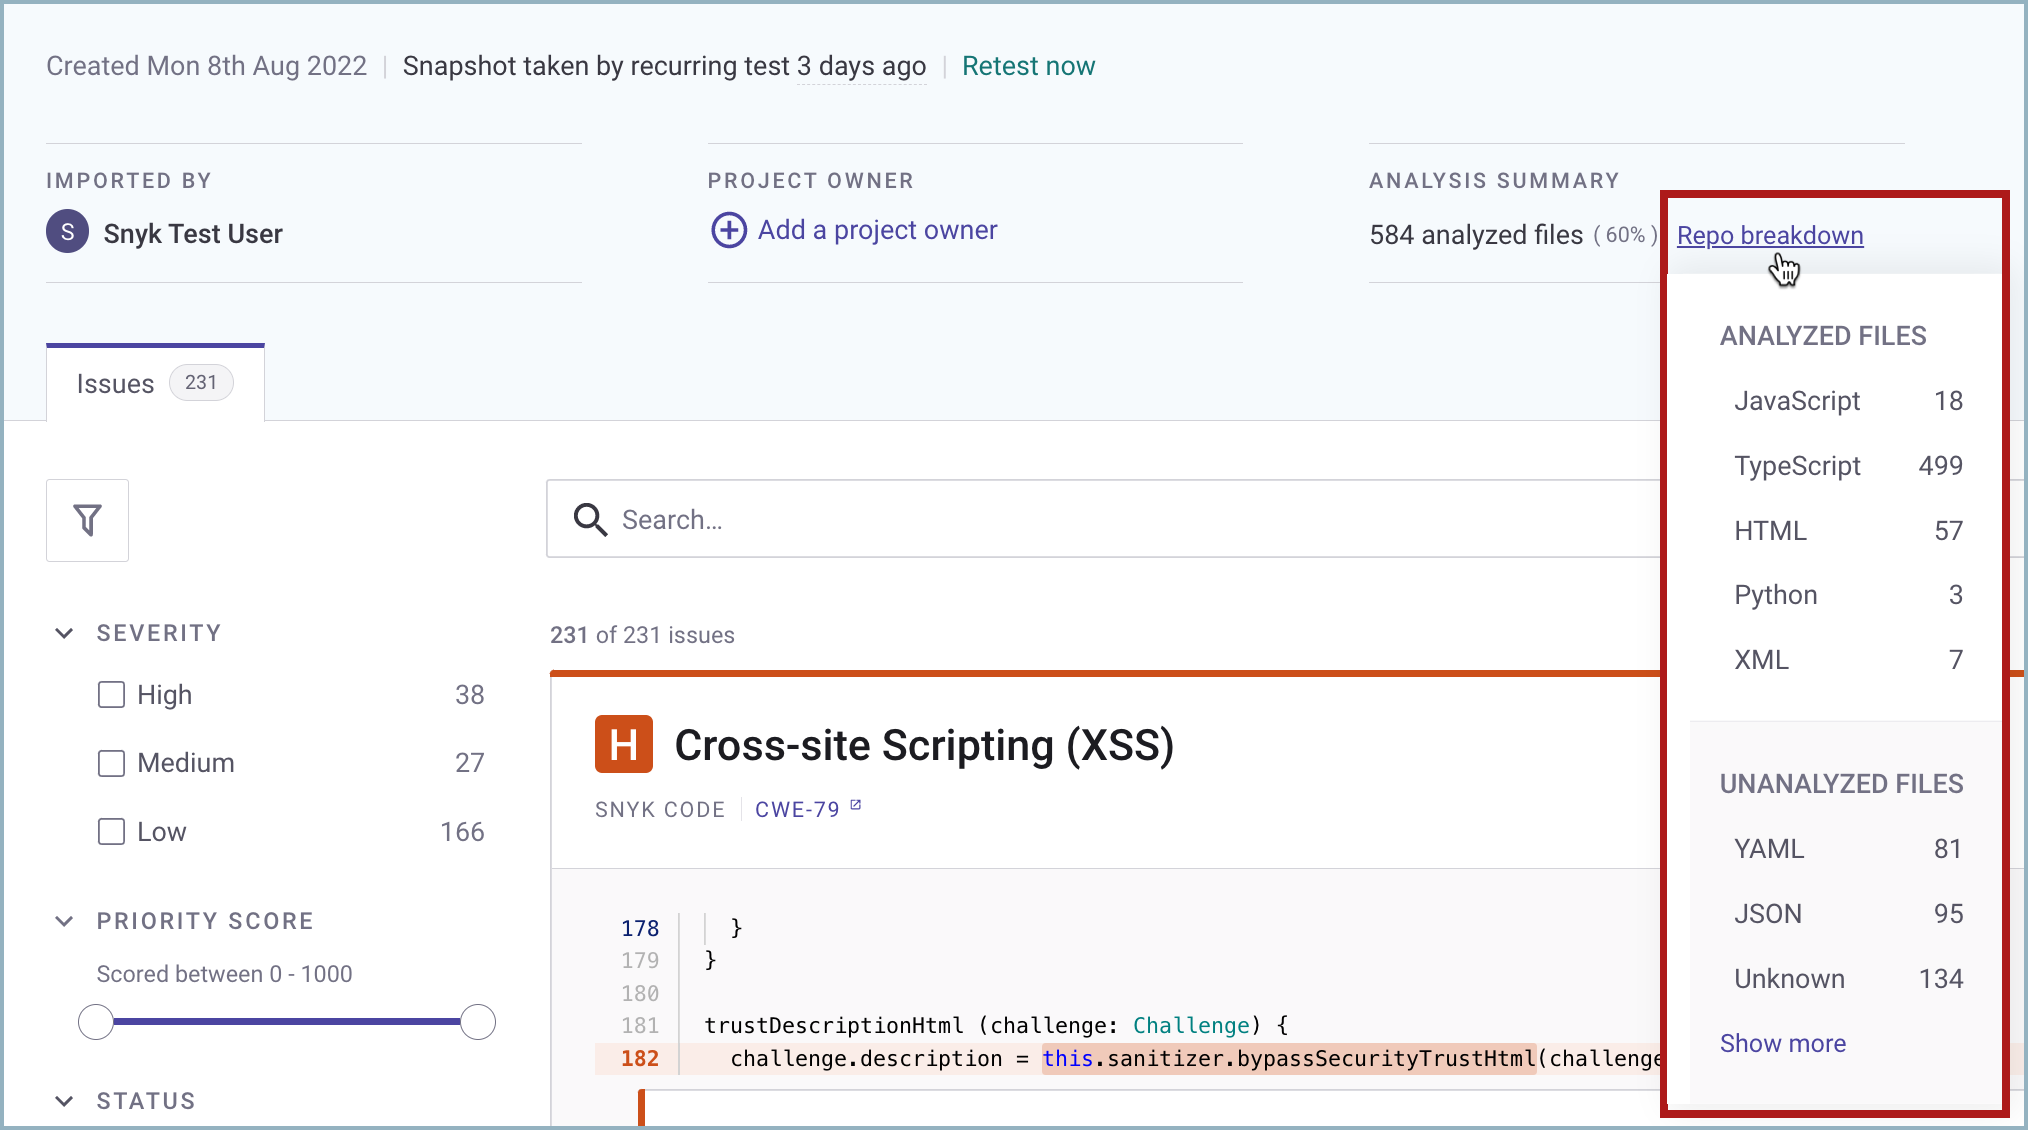 Created Mon 8th Aug 2022 | Snapshot taken by recurring test 3 days ago | Retest now
IMPORTED BY
S Snyk Test User
PROJECT OWNER
Add a project owner
ANALYSIS SUMMARY
584 analyzed files ( 60% ) Repo breakdown
ANALYZED FILES
JavaScript 18
TypeScript 499
HTML 57
Python 3
XML 7
UNANALYZED FILES
YAML 81
JSON 95
Unknown 134
Show more
Issues 231
Search...
SEVERITY
High 38
Medium 27
Low 166
PRIORITY SCORE
Scored between 0 - 1000
STATUS
231 of 231 issues
H Cross-site Scripting (XSS)
SNYK CODE | CWE-79
178 }
179 }
180
181 trustDescriptionHtml (challenge: Challenge) {
182 challenge.description = this.sanitizer.bypassSecurityTrustHtml(challenge